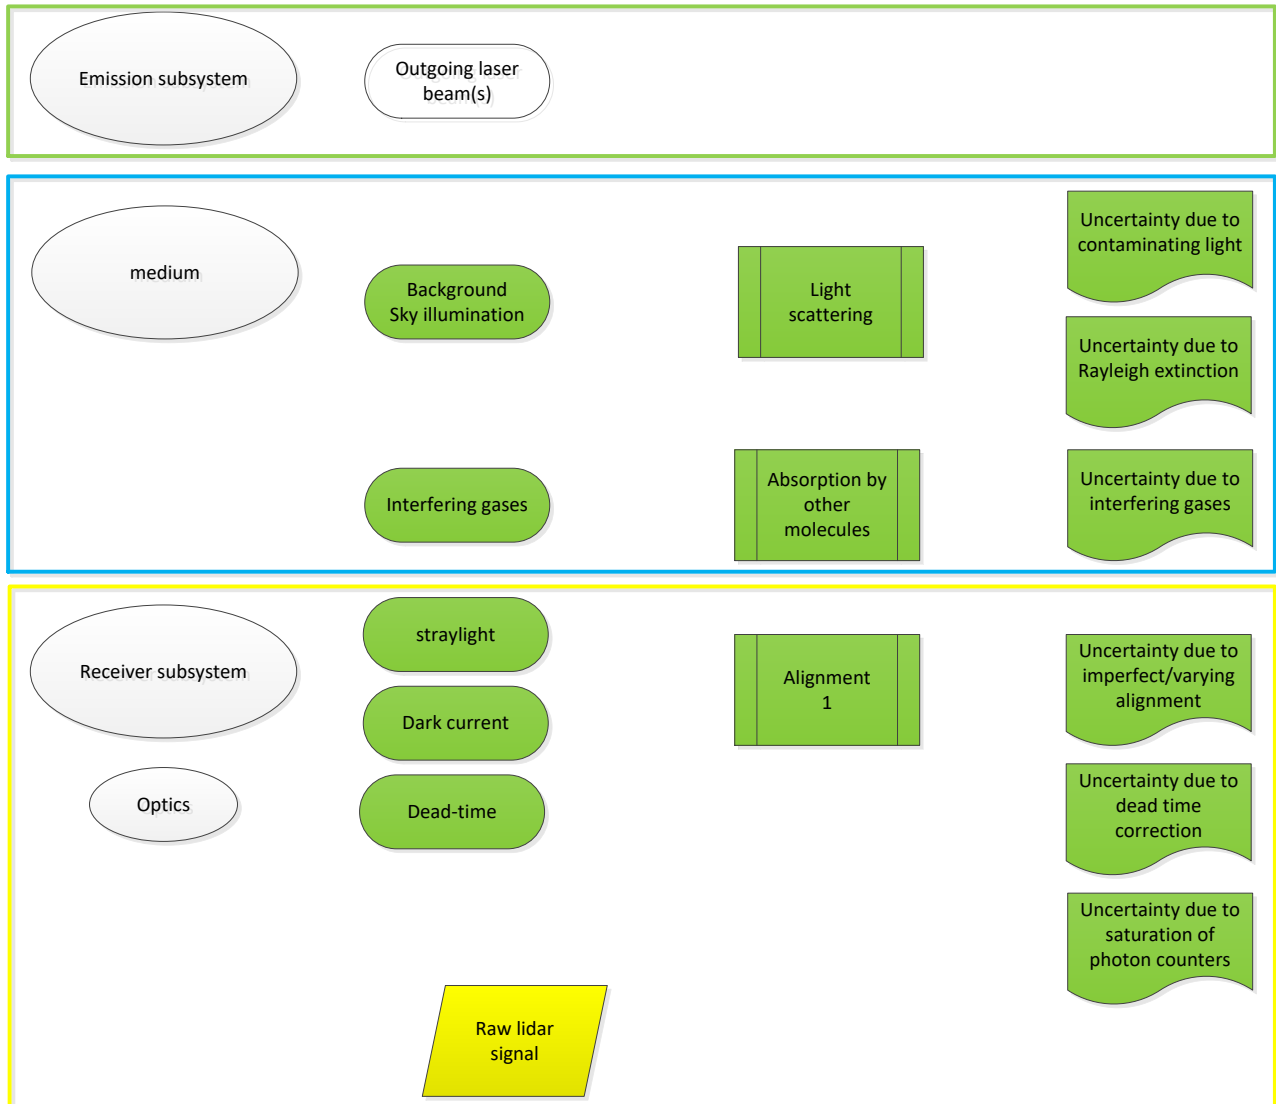 Emission subsystem
Outgoing laser
beam(s)
medium
Background
Sky illumination
Light
scattering
Uncertainty due to
contaminating light
Uncertainty due to
Rayleigh extinction
Interfering gases
Absorption by
other
molecules
Uncertainty due to
interfering gases
Receiver subsystem
straylight
Alignment
1
Uncertainty due to
imperfect/varying
alignment
Dark current
Optics
Dead-time
Uncertainty due to
dead time
correction
Uncertainty due to
saturation of
photon counters
Raw lidar
signal